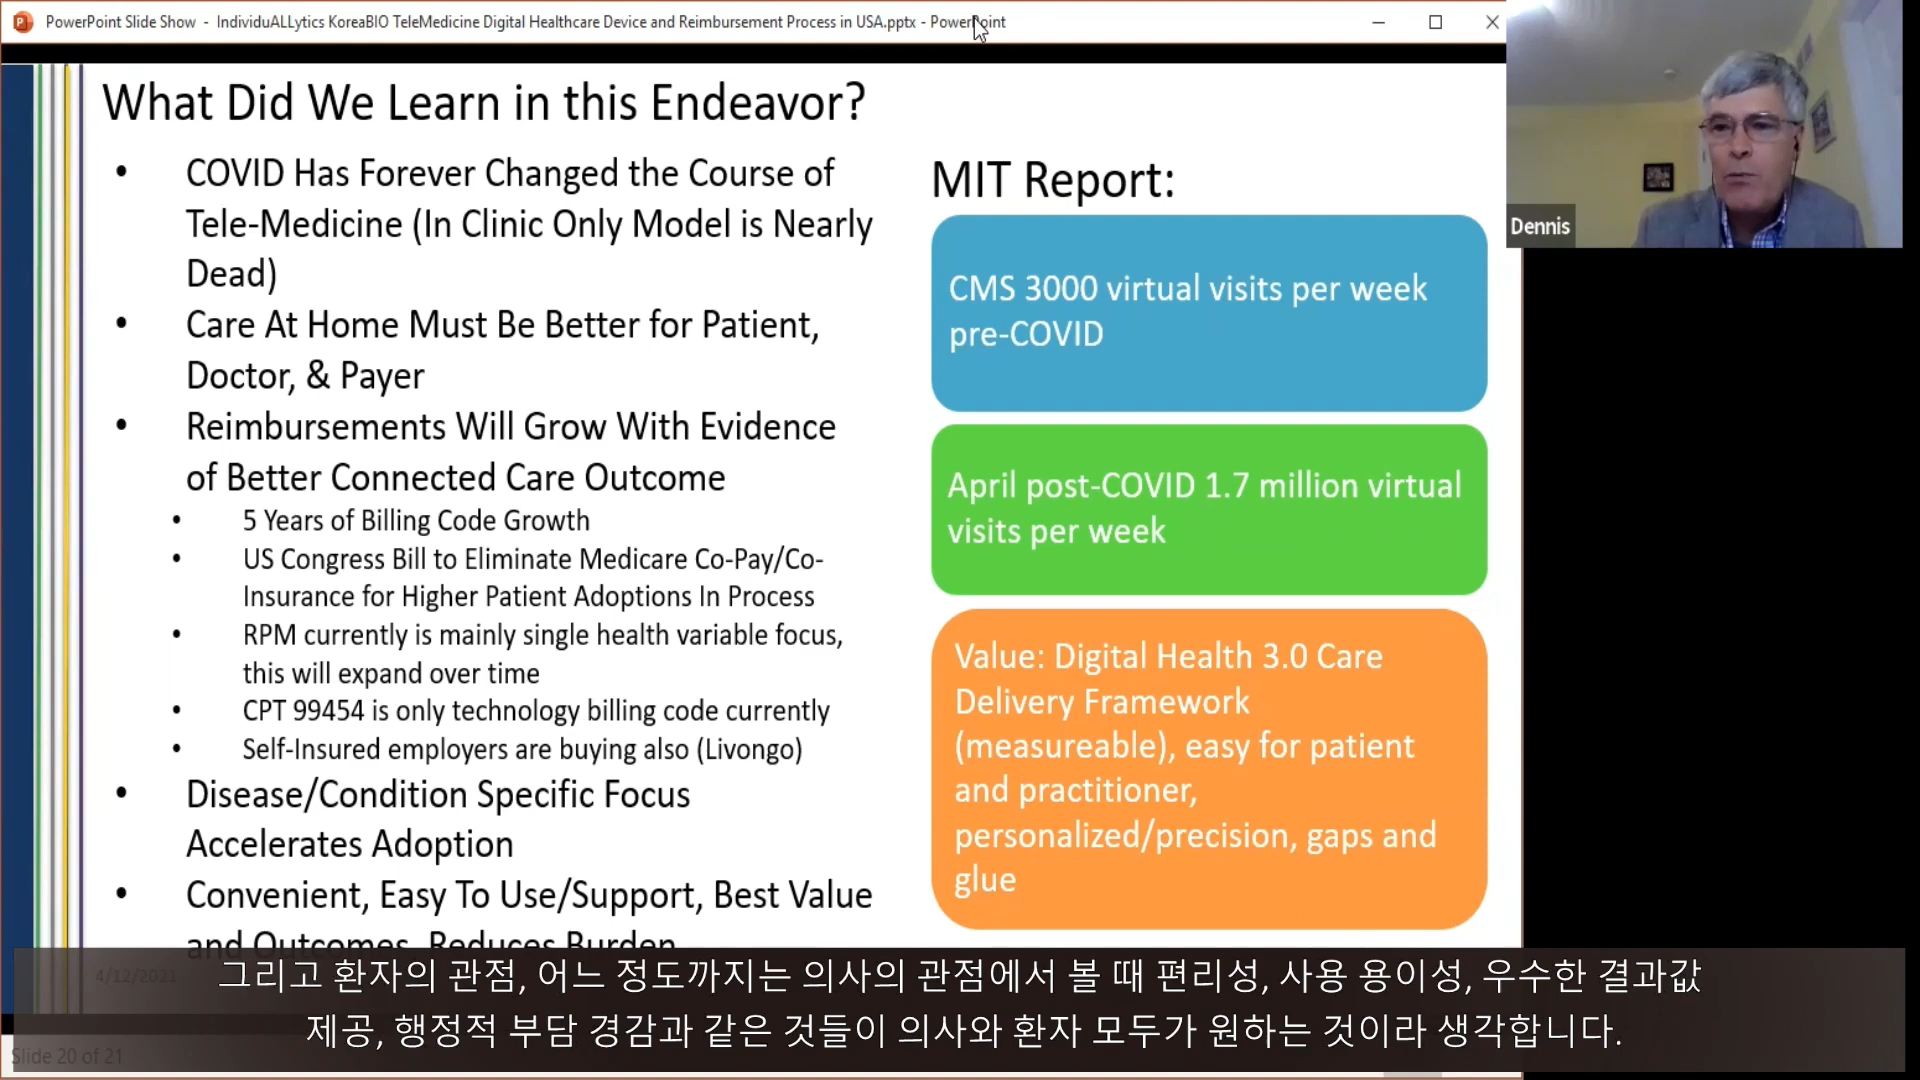 PowerPoint Slide Show - IndividuALLytics KoreaBIO TeleMedicine Digital Healthcare Device and Reimbursement Process in USA.pptx - PowerPoint
What Did We Learn in this Endeavor?
• COVID Has Forever Changed the Course of
Tele-Medicine (In Clinic Only Model is Nearly
Dead)
• Care At Home Must Be Better for Patient,
Doctor, & Payer
• Reimbursements Will Grow With Evidence
of Better Connected Care Outcome
• 5 Years of Billing Code Growth
• US Congress Bill to Eliminate Medicare Co-Pay/Co-
Insurance for Higher Patient Adoptions In Process
• RPM currently is mainly single health variable focus,
this will expand over time
• CPT 99454 is only technology billing code currently
• Self-Insured employers are buying also (Livongo)
• Disease/Condition Specific Focus
Accelerates Adoption
• Convenient, Easy To Use/Support, Best Value
and Outcomes, Reduces Burden
MIT Report:
CMS 3000 virtual visits per week
pre-COVID
April post-COVID 1.7 million virtual
visits per week
Value: Digital Health 3.0 Care
Delivery Framework
(measureable), easy for patient
and practitioner,
personalized/precision, gaps and
glue
Dennis
4/12/2021
그리고 환자의 관점, 어느 정도까지는 의사의 관점에서 볼 때 편리성, 사용 용이성, 우수한 결과값
제공, 행정적 부담 경감과 같은 것들이 의사와 환자 모두가 원하는 것이라 생각합니다.
Slide 20 of 21